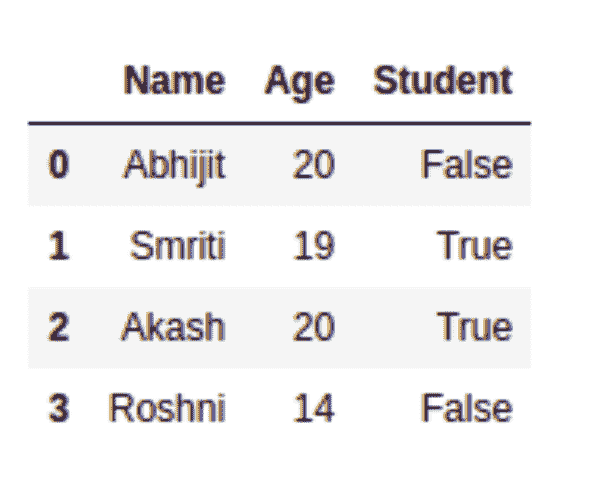 Name Age Student
0 Abhijit 20 False
1 Smriti 19 True
2 Akash 20 True
3 Roshni 14 False